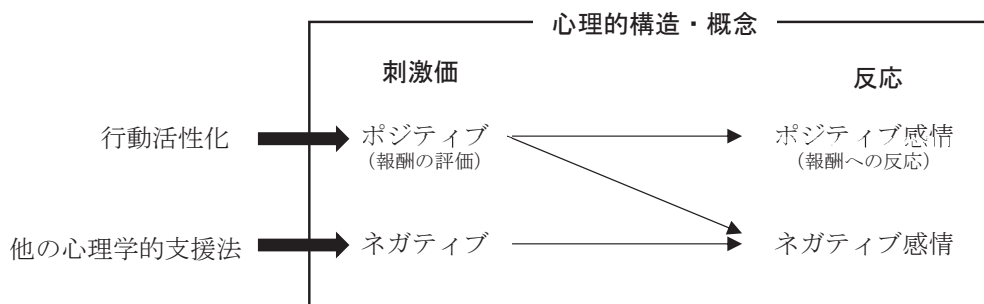 心理的構造・概念
刺激価
反応
行動活性化
ポジティブ
(報酬の評価)
ポジティブ感情
(報酬への反応)
他の心理学的支援法
ネガティブ
ネガティブ感情